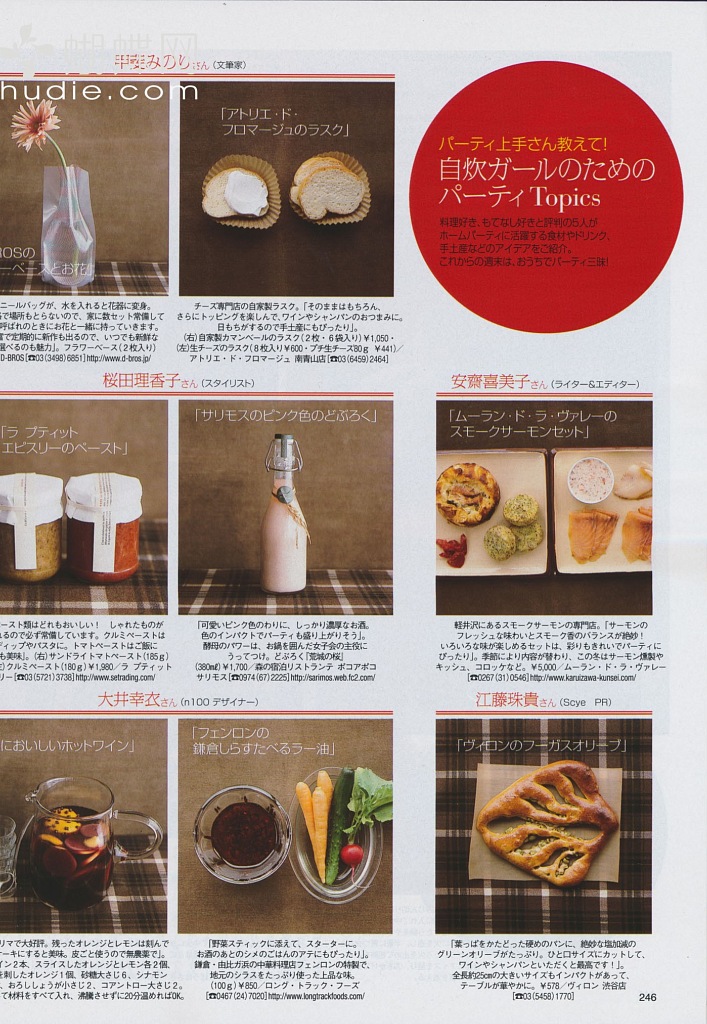 蝴蝶网
hudie.com
甲斐みのりさん（文筆家）
「アトリエ・ド・
フロマージュのラスク」
ROSの
ーベースとお花」
ニールバッグが、水を入れると花器に変身。
で場所もとらないので、家に数セット常備して
呼ばれのときにお花と一緒に持っていきます。
で定期的に新作も出るので、いつも新鮮な
選べるのも魅力」。フラワーベース（2枚入り）
D-BROS［☎03(3498)6851］http://www.d-bros.jp/
チーズ専門店の自家製ラスク。「そのままはもちろん、
さらにトッピングを楽しんで、ワインやシャンパンのおつまみに。
日もちがするので手土産にもぴったり」。
（右）自家製カマンベールのラスク（2枚・6袋入り）¥1,050・
（左）生チーズのラスク（8枚入り¥600・プチ生チーズ80g ¥441）／
アトリエ・ド・フロマージュ 南青山店［☎03(6459)2464］
パーティ上手さん教えて！
自炊ガールのための
パーティTopics
料理好き、もてなし好きと評判の5人が
ホームパーティに活躍する食材やドリンク、
手土産などのアイデアをご紹介。
これからの週末は、おうちでパーティ三昧！
桜田理香子さん（スタイリスト）
「ラ プティット
エピスリーのペースト」
ースト類はどれもおいしい！ しゃれたものが
るので必ず常備しています。クルミペーストは
ディップやパスタに。トマトペーストはご飯に
も美味」。（右）サンドライトマトペースト（185g）
クルミペースト（180g）¥1,980／ラ プティット
リー［☎03(5721)3738］http://www.setrading.com/
「サリモスのピンク色のどぶろく」
「可愛いピンク色のわりに、しっかり濃厚なお酒。
色のインパクトでパーティも盛り上がりそう」。
酵母のパワーは、お鍋を囲んだ女子会の主役に
うってつけ。どぶろく「荒城の桜」
（380㎖）¥1,700／森の宿泊リストランテ ポコアポコ
サリモス［☎0974(67)2225］http://sarimos.web.fc2.com/
安齋喜美子さん（ライター&エディター）
「ムーラン・ド・ラ・ヴァレーの
スモークサーモンセット」
軽井沢にあるスモークサーモンの専門店。「サーモンの
フレッシュな味わいとスモーク香のバランスが絶妙！
いろいろな味が楽しめるセットは、彩りもきれいでパーティに
ぴったり」。季節により内容が替わり、この冬はサーモン燻製や
キッシュ、コロッケなど。¥5,000／ムーラン・ド・ラ・ヴァレー
［☎0267(31)0546］http://www.karuizawa-kunsei.com/
大井幸衣さん（n100 デザイナー）
においしいホットワイン」
リマで大好評。残ったオレンジとレモンは刻んで
ケーキにすると美味。皮ごと使うので無農薬で」。
イン2本、スライスしたオレンジとレモン各2個、
を刺したオレンジ1個、砂糖大さじ6、シナモン
、おろししょうが小さじ2、コアントロー大さじ2。
て材料をすべて入れ、沸騰させずに20分温めればOK。
「フェンロンの
鎌倉しらすたべるラー油」
「野菜スティックに添えて、スターターに。
お酒のあとのシメのごはんのアテにもぴったり」。
鎌倉・由比ガ浜の中華料理店フェンロンの特製で、
地元のシラスをたっぷり使った上品な味。
（100g）¥850／ロング・トラック・フーズ
［☎0467(24)7020］http://www.longtrackfoods.com/
江藤珠貴さん（Scye PR）
「ヴィロンのフーガスオリーブ」
「葉っぱをかたどった硬めのパンに、絶妙な塩加減の
グリーンオリーブがたっぷり。ひと口サイズにカットして、
ワインやシャンパンといただくと最高です！」。
全長約25㎝の大きいサイズもインパクトがあって、
テーブルが華やかに。¥578／ヴィロン 渋谷店
［☎03(5458)1770］
246